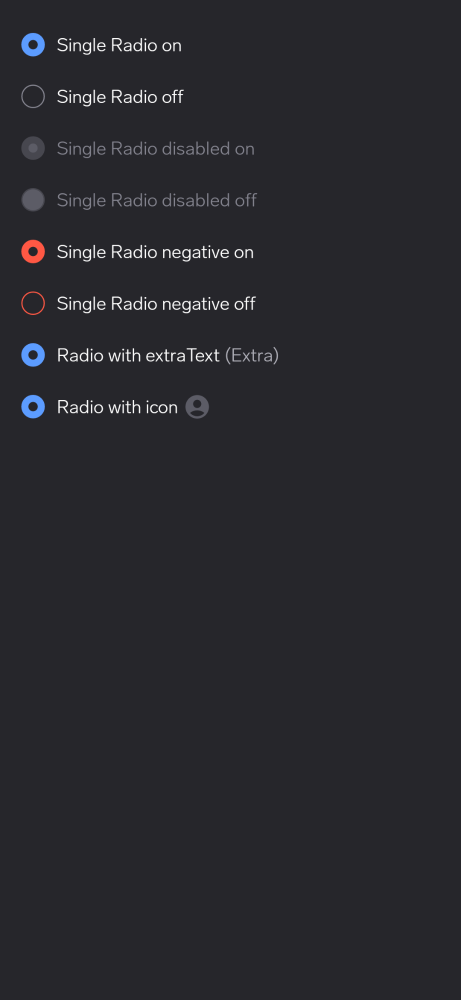 Single Radio on
Single Radio off
Single Radio disabled on
Single Radio disabled off
Single Radio negative on
Single Radio negative off
Radio with extraText (Extra)
Radio with icon